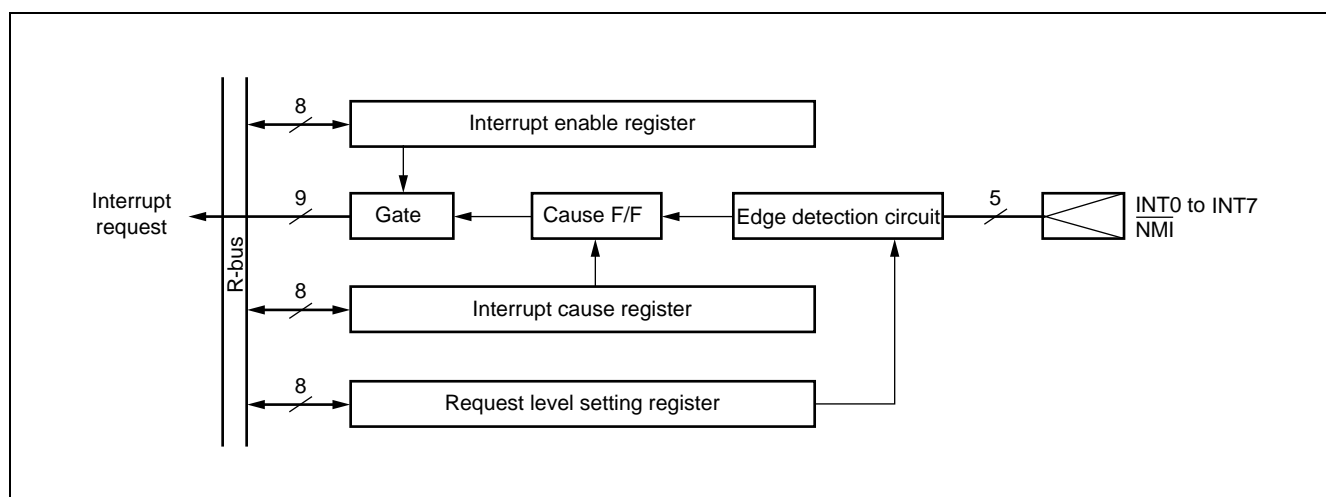 8
Interrupt enable register
Interrupt
request
9
Gate
Cause F/F
Edge detection circuit
5
INT0 to INT7
NMI
R-bus
8
Interrupt cause register
8
Request level setting register